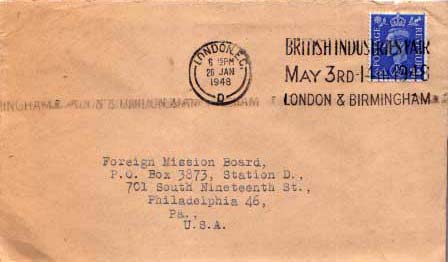 LONDON. E.C.
6 15PM
26 JAN
1948
D
BRITISH INDUSTRIES FAIR
MAY 3RD-14TH 1948
LONDON & BIRMINGHAM
POSTAGE
REVENUE
Foreign Mission Board,
P.O. Box 3873, Station D.,
701 South Nineteenth St.,
Philadelphia 46,
Pa.,
U.S.A.